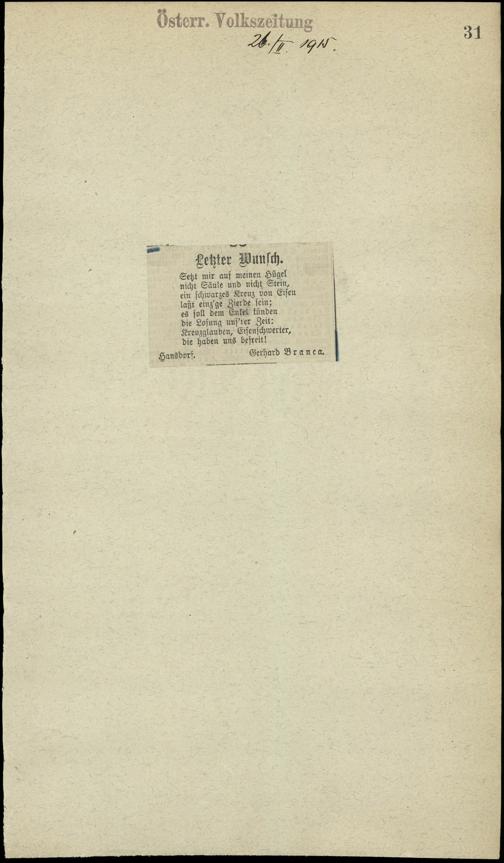 Österr. Volkszeitung
26./II. 1915.
31
Letzter Wunsch.
Setzt mir auf meinen Hügel
nicht Säule und nicht Stein,
ein schwarzes Kreuz von Eisen
laßt einz'ge Zierde sein;
es soll dem Enkel künden
die Losung uns'rer Zeit:
Kreuzglauben, Eisenschwerter,
die haben uns befreit!
Hansdorf. Gerhard Branca.